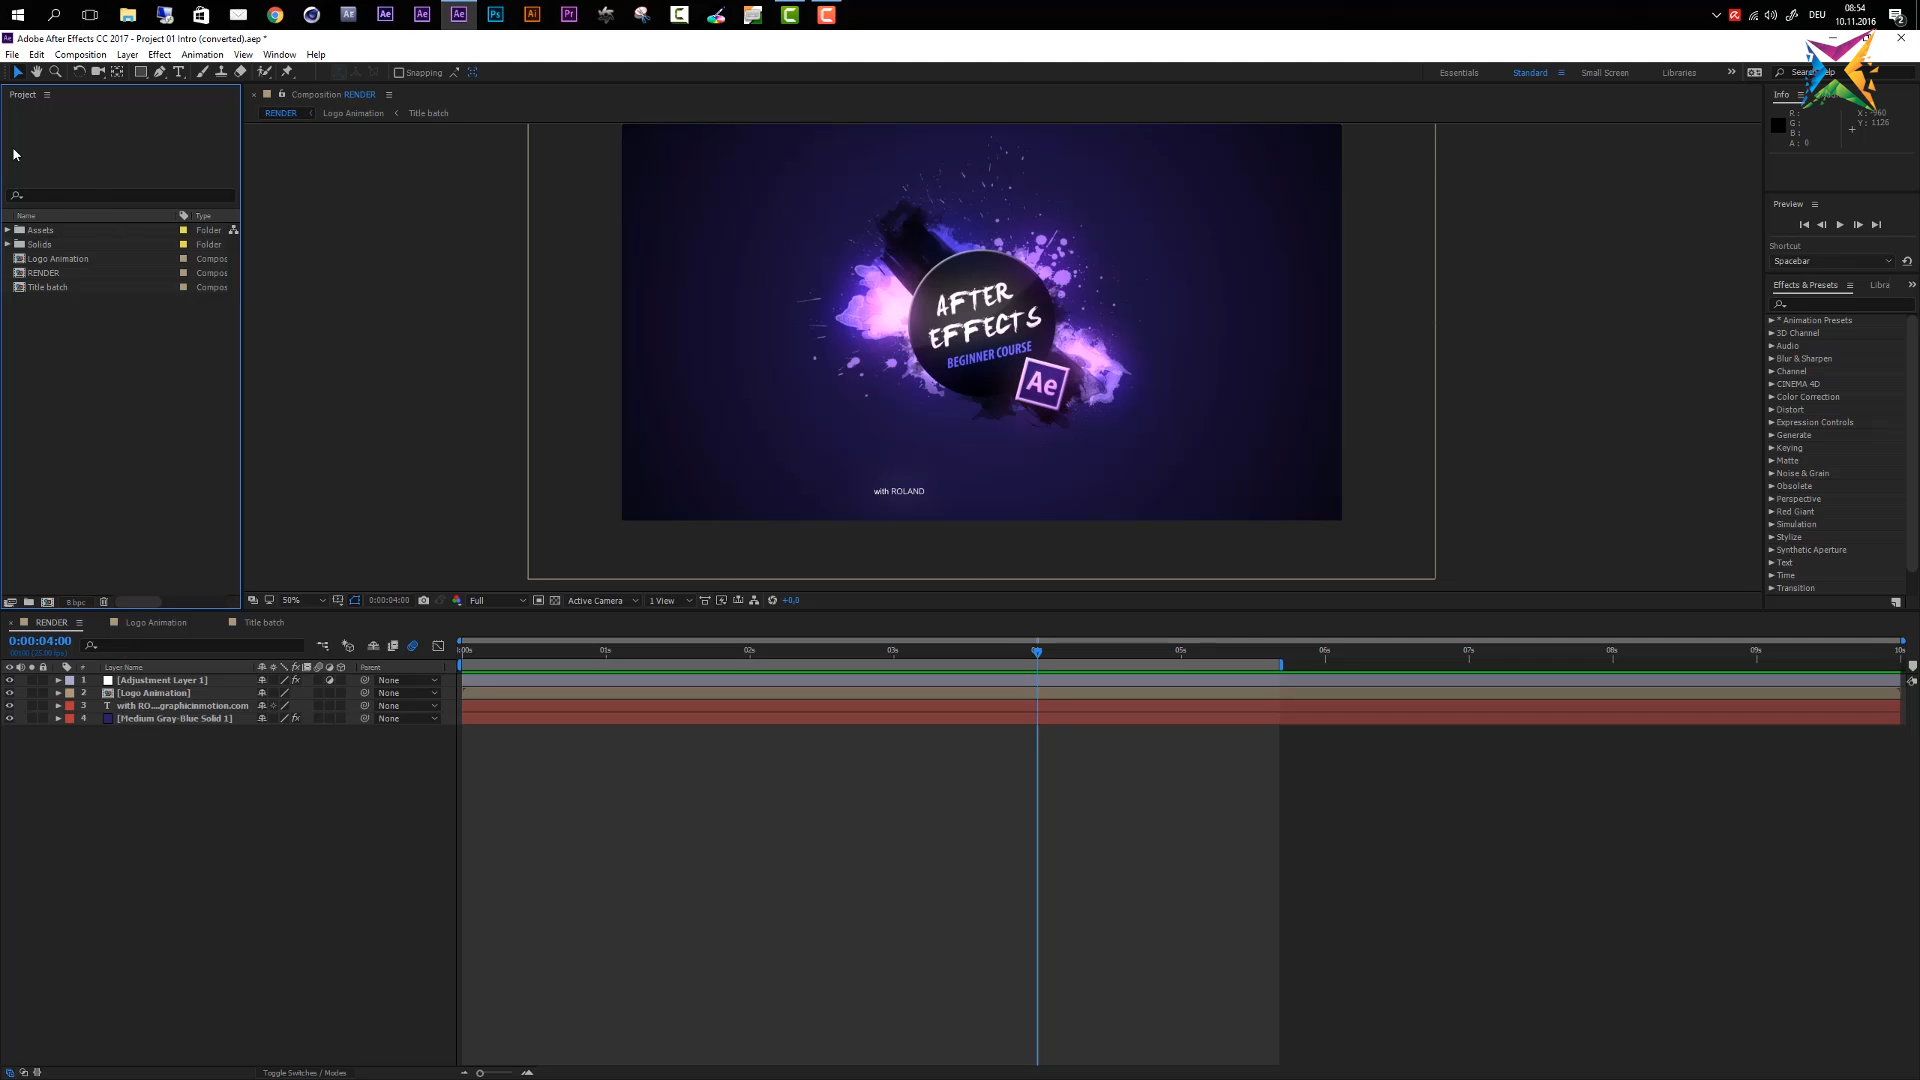 08:54
DEU
10.11.2016
2
Adobe After Effects CC 2017 - Project 01 Intro (converted).aep *
File Edit Composition Layer Effect Animation View Window Help
Snapping
Essentials Standard Small Screen Libraries
Project
Composition RENDER
RENDER Logo Animation Title batch
Info
R:
G:
B:
A: 0
Y: 1126
Preview
Shortcut
Spacebar
Name Type
Assets Folder
Solids Folder
Logo Animation Compos
RENDER Compos
Title batch Compos
AFTER
EFFECTS
BEGINNER COURSE
Ae
with ROLAND
Effects & Presets Libra
* Animation Presets
3D Channel
Audio
Blur & Sharpen
Channel
CINEMA 4D
Color Correction
Distort
Expression Controls
Generate
Keying
Matte
Noise & Grain
Obsolete
Perspective
Red Giant
Simulation
Stylize
Synthetic Aperture
Text
Time
Transition
8 bpc
50% 0:00:04:00 Full Active Camera 1 View +0,0
RENDER Logo Animation Title batch
0:00:04:00
00100 (25.00 fps)
:00s 01s 02s 03s 05s 06s 07s 08s 09s 10s
# Layer Name Parent
1 [Adjustment Layer 1] None
2 [Logo Animation] None
3 T with RO....graphicinmotion.com None
4 [Medium Gray-Blue Solid 1] None
Toggle Switches / Modes